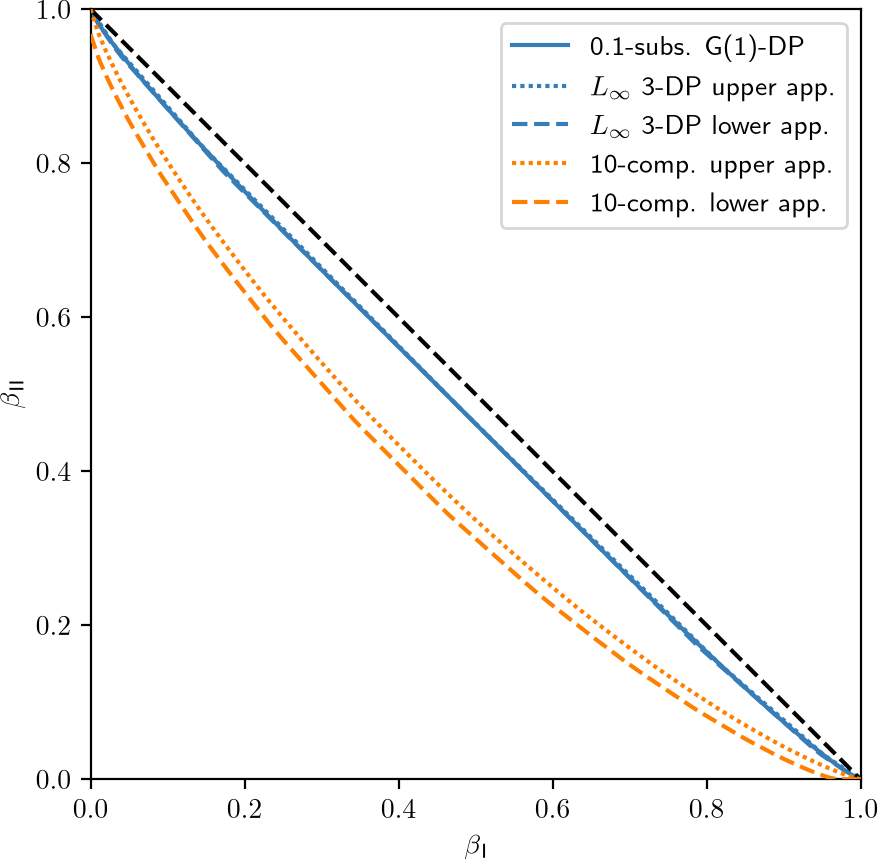 1.0
0.8
0.6
0.4
0.2
0.0
βII
0.1-subs. G(1)-DP
L∞ 3-DP upper app.
L∞ 3-DP lower app.
10-comp. upper app.
10-comp. lower app.
0.0 0.2 0.4 0.6 0.8 1.0
βI